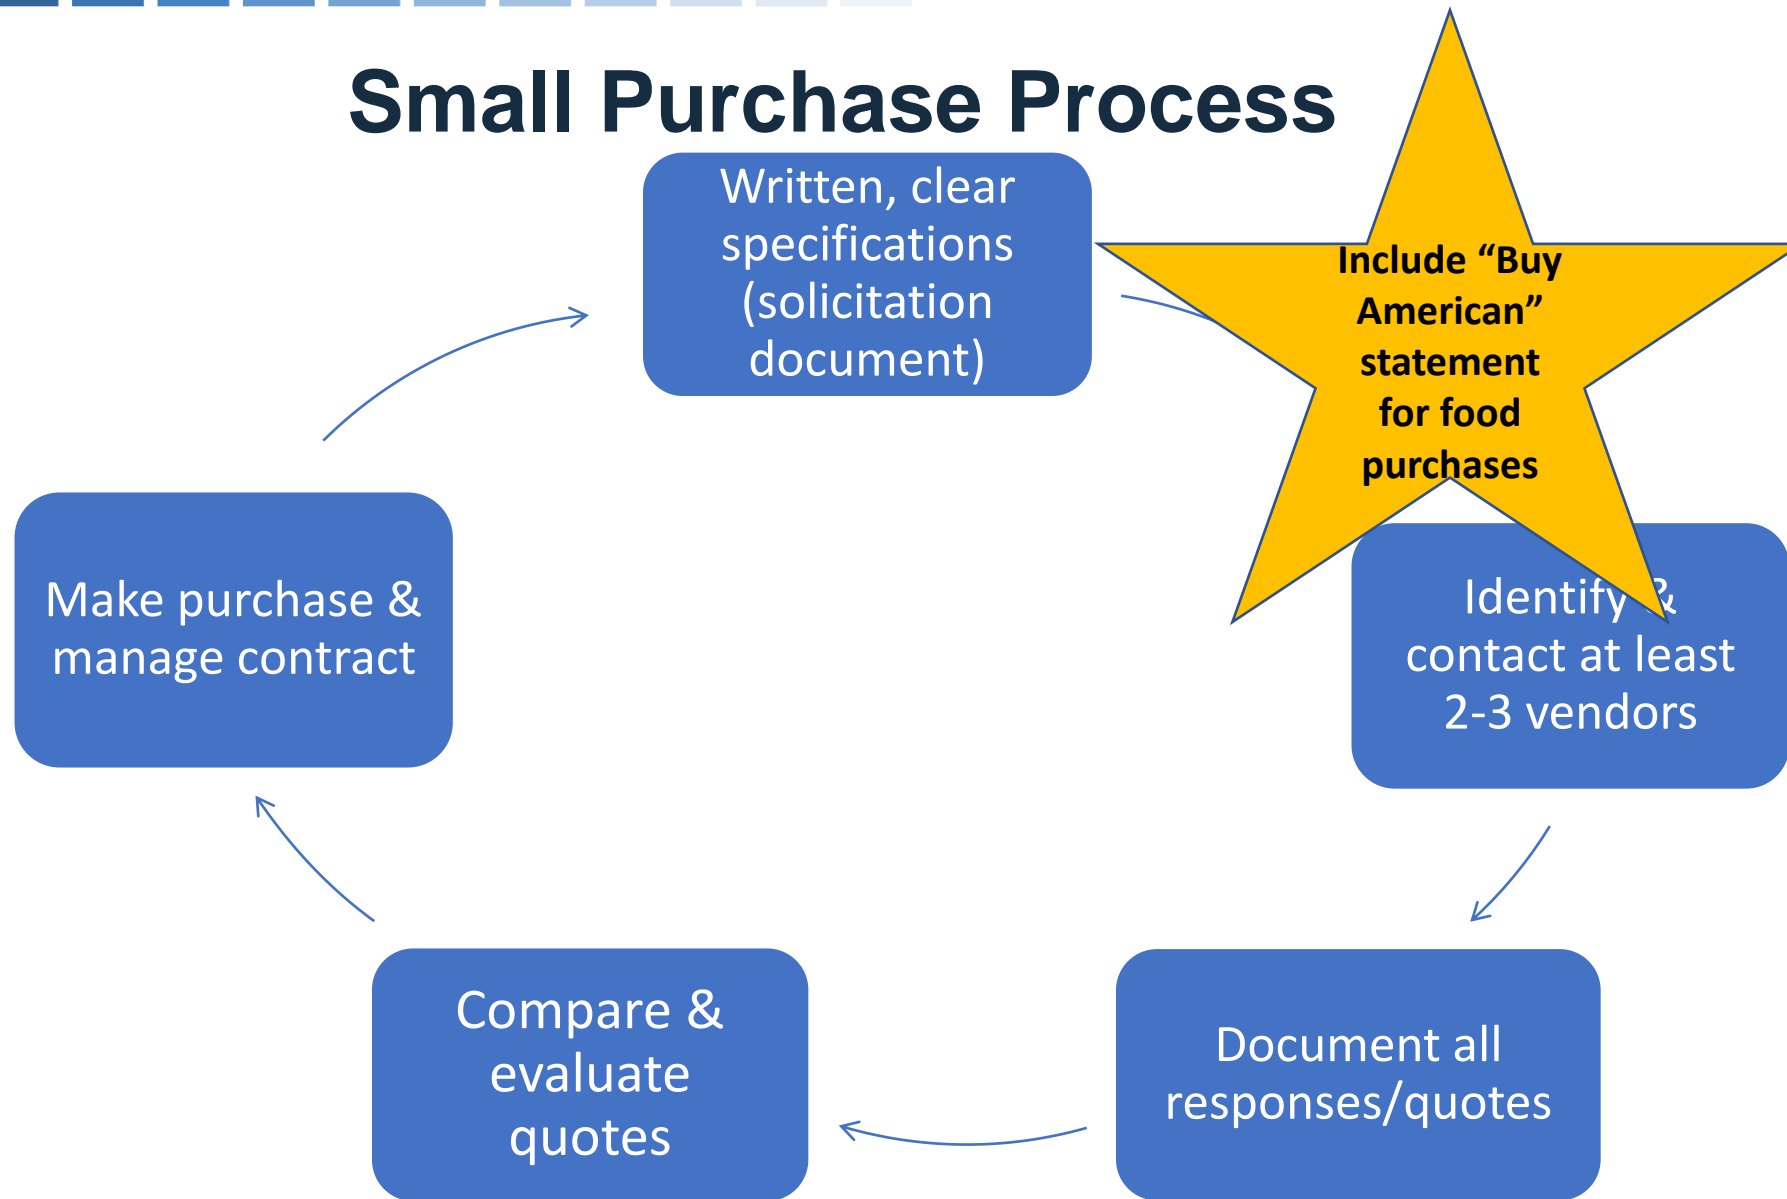 Small Purchase Process
Written, clear
specifications
(solicitation
document)
Include “Buy
American”
statement
for food
purchases
Identify &
contact at least
2-3 vendors
Document all
responses/quotes
Compare &
evaluate
quotes
Make purchase &
manage contract